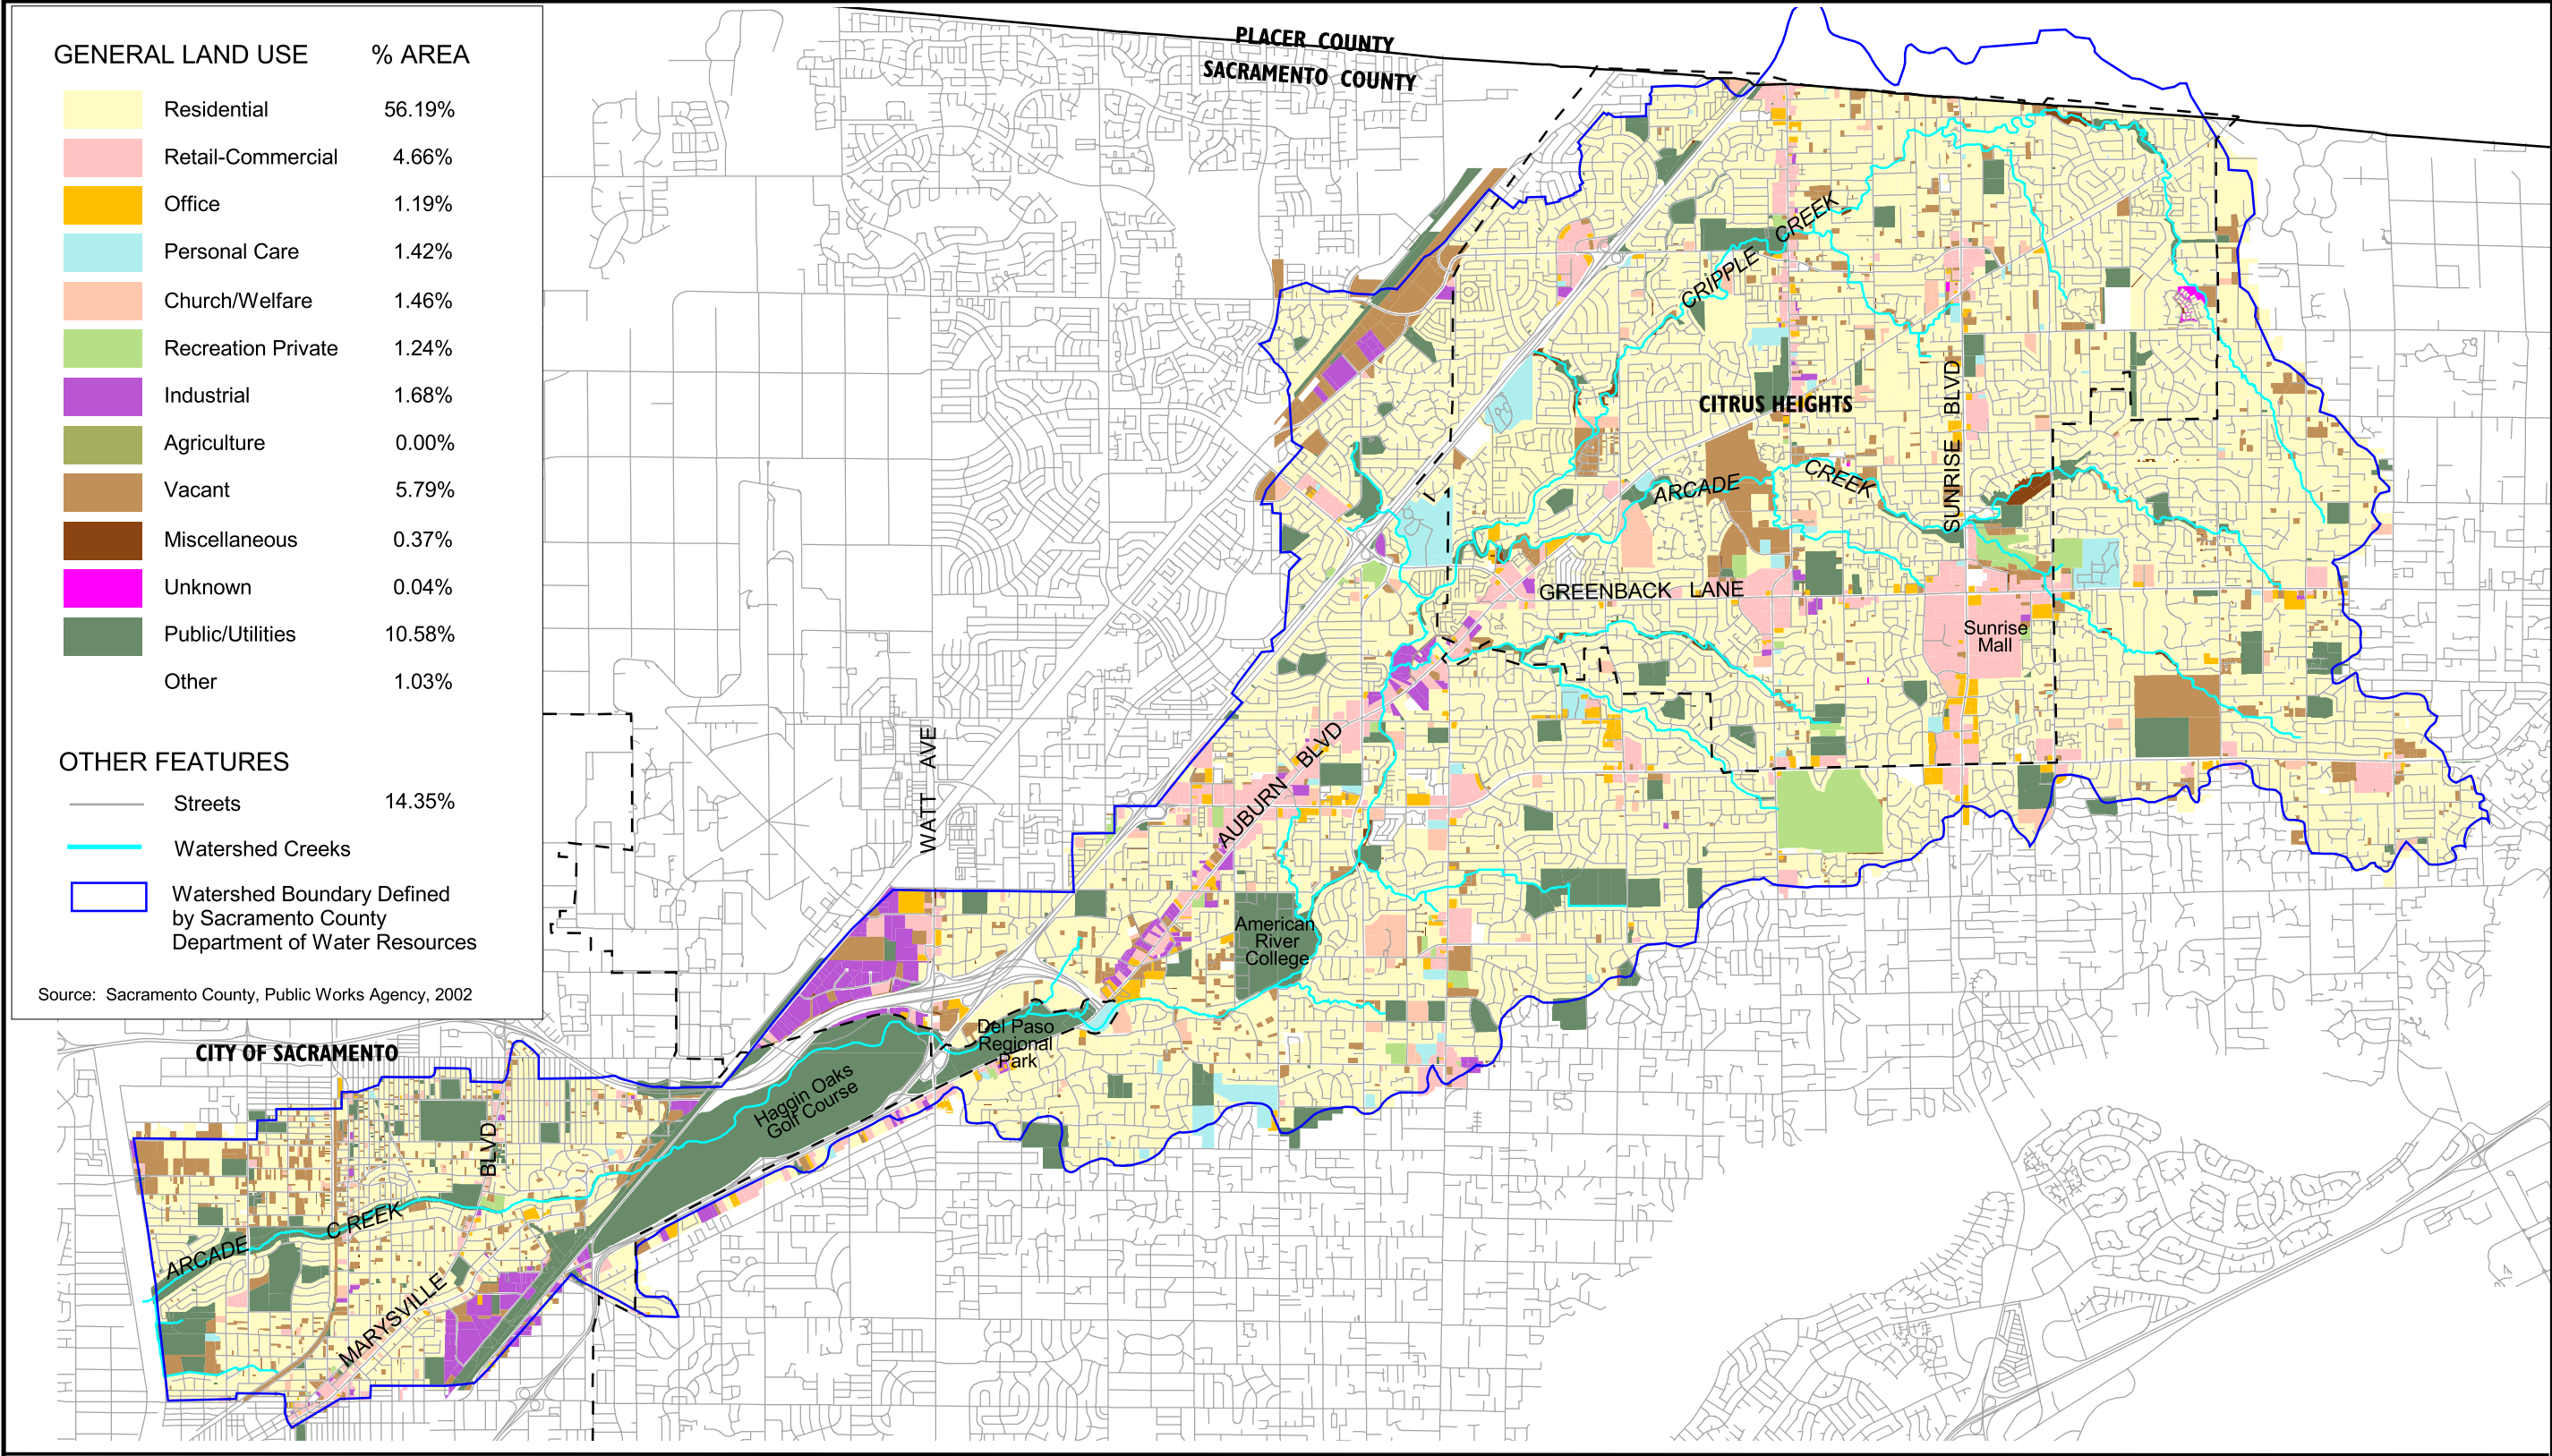 GENERAL LAND USE % AREA
Residential 56.19%
Retail-Commercial 4.66%
Office 1.19%
Personal Care 1.42%
Church/Welfare 1.46%
Recreation Private 1.24%
Industrial 1.68%
Agriculture 0.00%
Vacant 5.79%
Miscellaneous 0.37%
Unknown 0.04%
Public/Utilities 10.58%
Other 1.03%
OTHER FEATURES
Streets 14.35%
Watershed Creeks
Watershed Boundary Defined
by Sacramento County
Department of Water Resources
Source: Sacramento County, Public Works Agency, 2002
PLACER COUNTY
SACRAMENTO COUNTY
CRIPPLE CREEK
CITRUS HEIGHTS
SUNRISE BLVD
ARCADE CREEK
GREENBACK LANE
Sunrise
Mall
WATT AVE
AUBURN BLVD
American
River
College
Del Paso
Regional
Park
Haggin Oaks
Golf Course
CITY OF SACRAMENTO
BLVD
ARCADE CREEK
MARYSVILLE